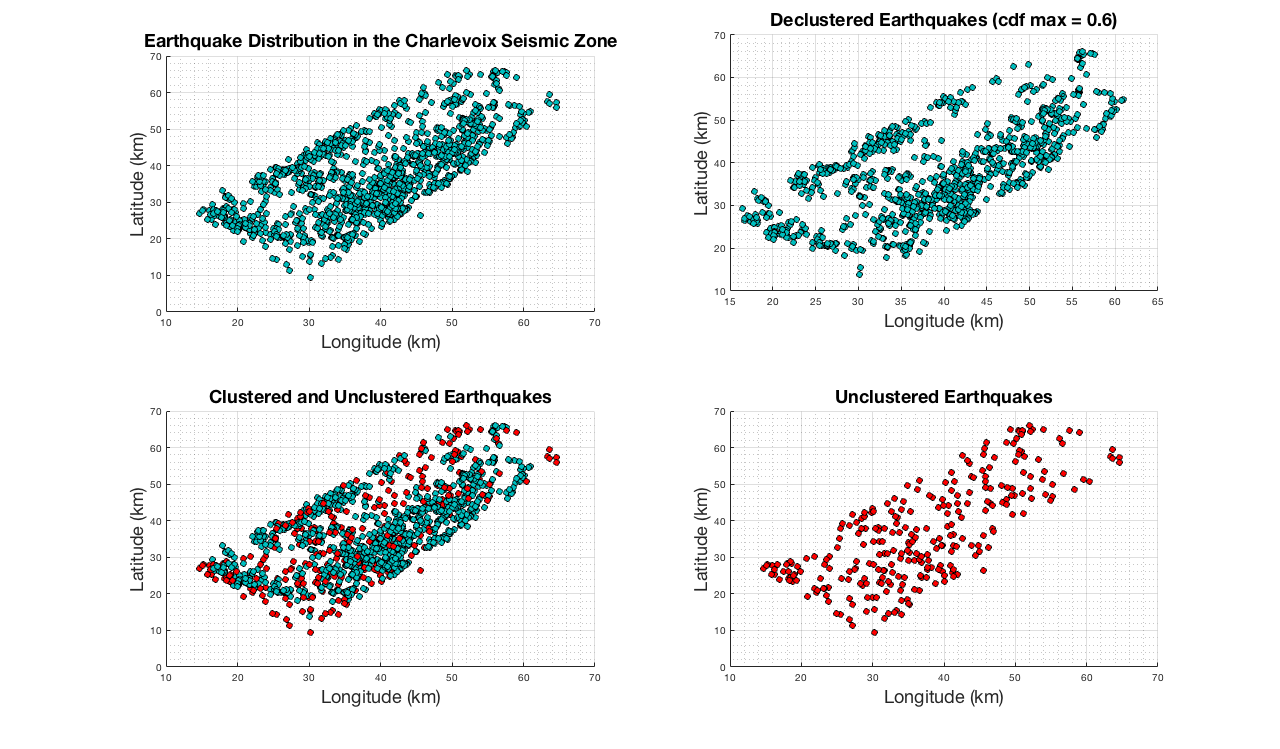 Earthquake Distribution in the Charlevoix Seismic Zone
70
60
50
40
30
20
10
0
Latitude (km)
10 20 30 40 50 60 70
Longitude (km)
Declustered Earthquakes (cdf max = 0.6)
70
60
50
40
30
20
10
Latitude (km)
15 20 25 30 35 40 45 50 55 60 65
Longitude (km)
Clustered and Unclustered Earthquakes
70
60
50
40
30
20
10
0
Latitude (km)
10 20 30 40 50 60 70
Longitude (km)
Unclustered Earthquakes
70
60
50
40
30
20
10
0
Latitude (km)
10 20 30 40 50 60 70
Longitude (km)